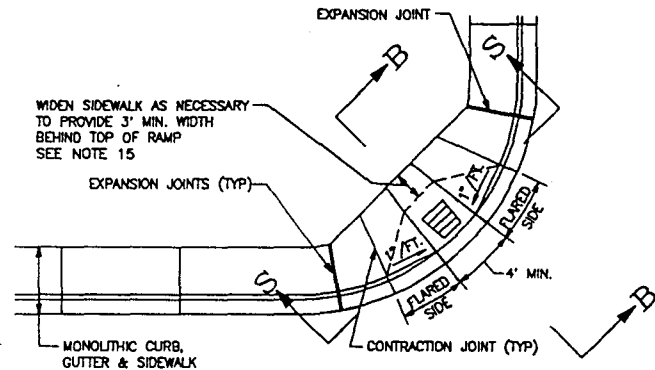 EXPANSION JOINT
S
B
WIDEN SIDEWALK AS NECESSARY
TO PROVIDE 3' MIN. WIDTH
BEHIND TOP OF RAMP
SEE NOTE 15
EXPANSION JOINTS (TYP)
1"/FT.
1"/FT.
FLARED
SIDE
4' MIN.
S
FLARED
SIDE
B
MONOLITHIC CURB,
GUTTER & SIDEWALK
CONTRACTION JOINT (TYP)